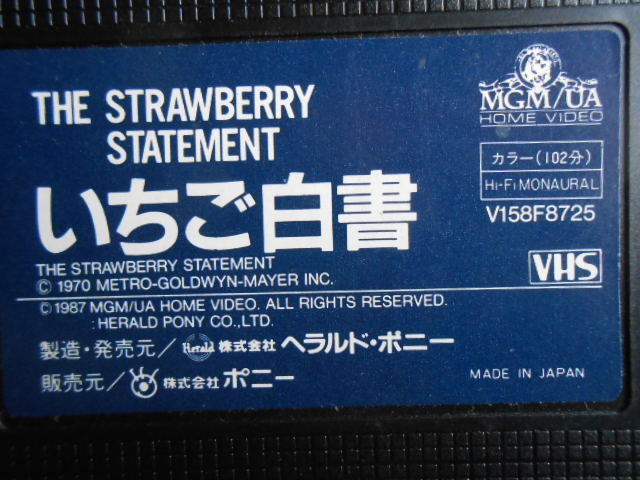 THE STRAWBERRY
STATEMENT
いちご白書
THE STRAWBERRY STATEMENT
© 1970 METRO-GOLDWYN-MAYER INC.
© 1987 MGM/UA HOME VIDEO. ALL RIGHTS RESERVED.
: HERALD PONY CO., LTD.
製造・発売元/Herald 株式会社 ヘラルド・ポニー
販売元/株式会社 ポニー
MGM/UA
HOME VIDEO
カラー(102分)
Hi-Fi MONAURAL
V158F8725
VHS
MADE IN JAPAN